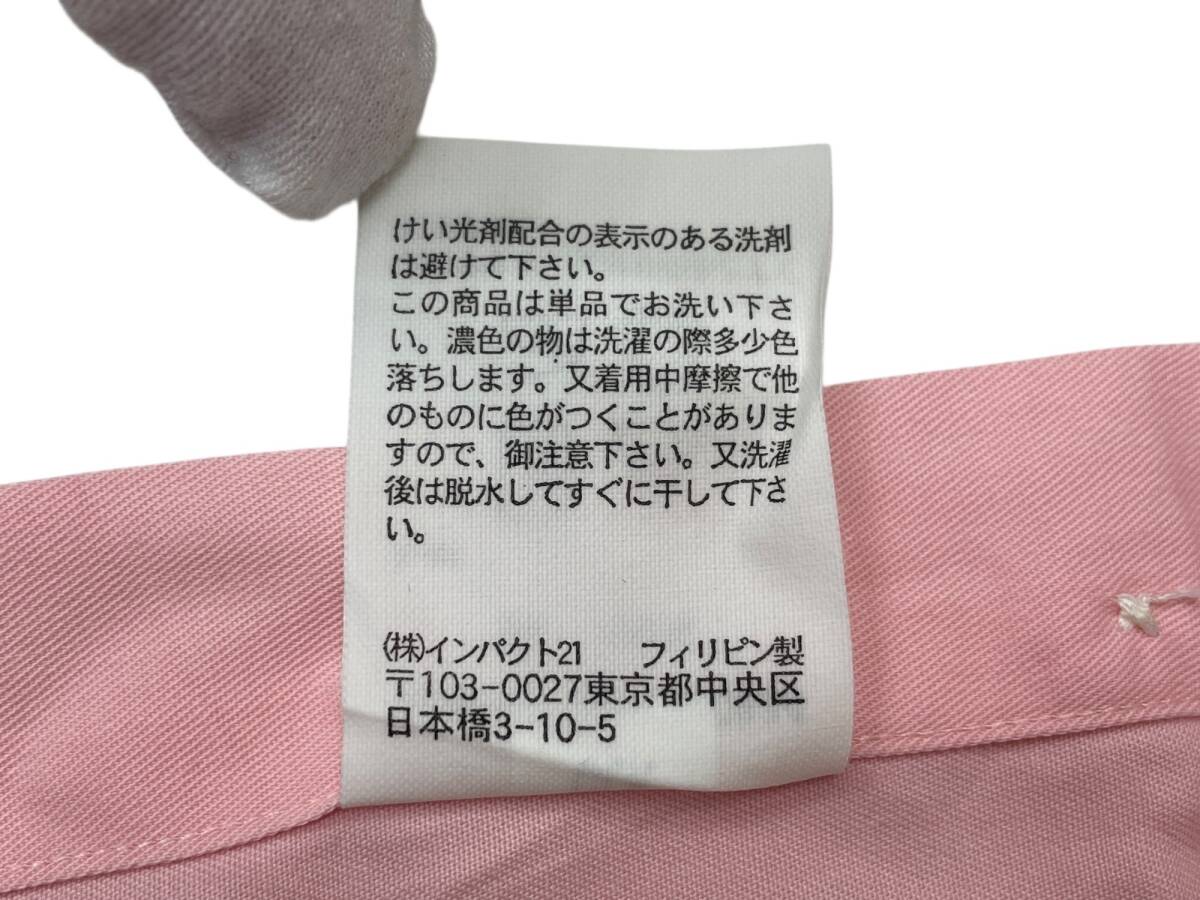 けい光剤配合の表示のある洗剤
は避けて下さい。
この商品は単品でお洗い下さ
い。濃色の物は洗濯の際多少色
落ちします。又着用中摩擦で他
のものに色がつくことがありま
すので、御注意下さい。又洗濯
後は脱水してすぐに干して下さ
い。
㈱インパクト21 フィリピン製
〒103-0027東京都中央区
日本橋3-10-5